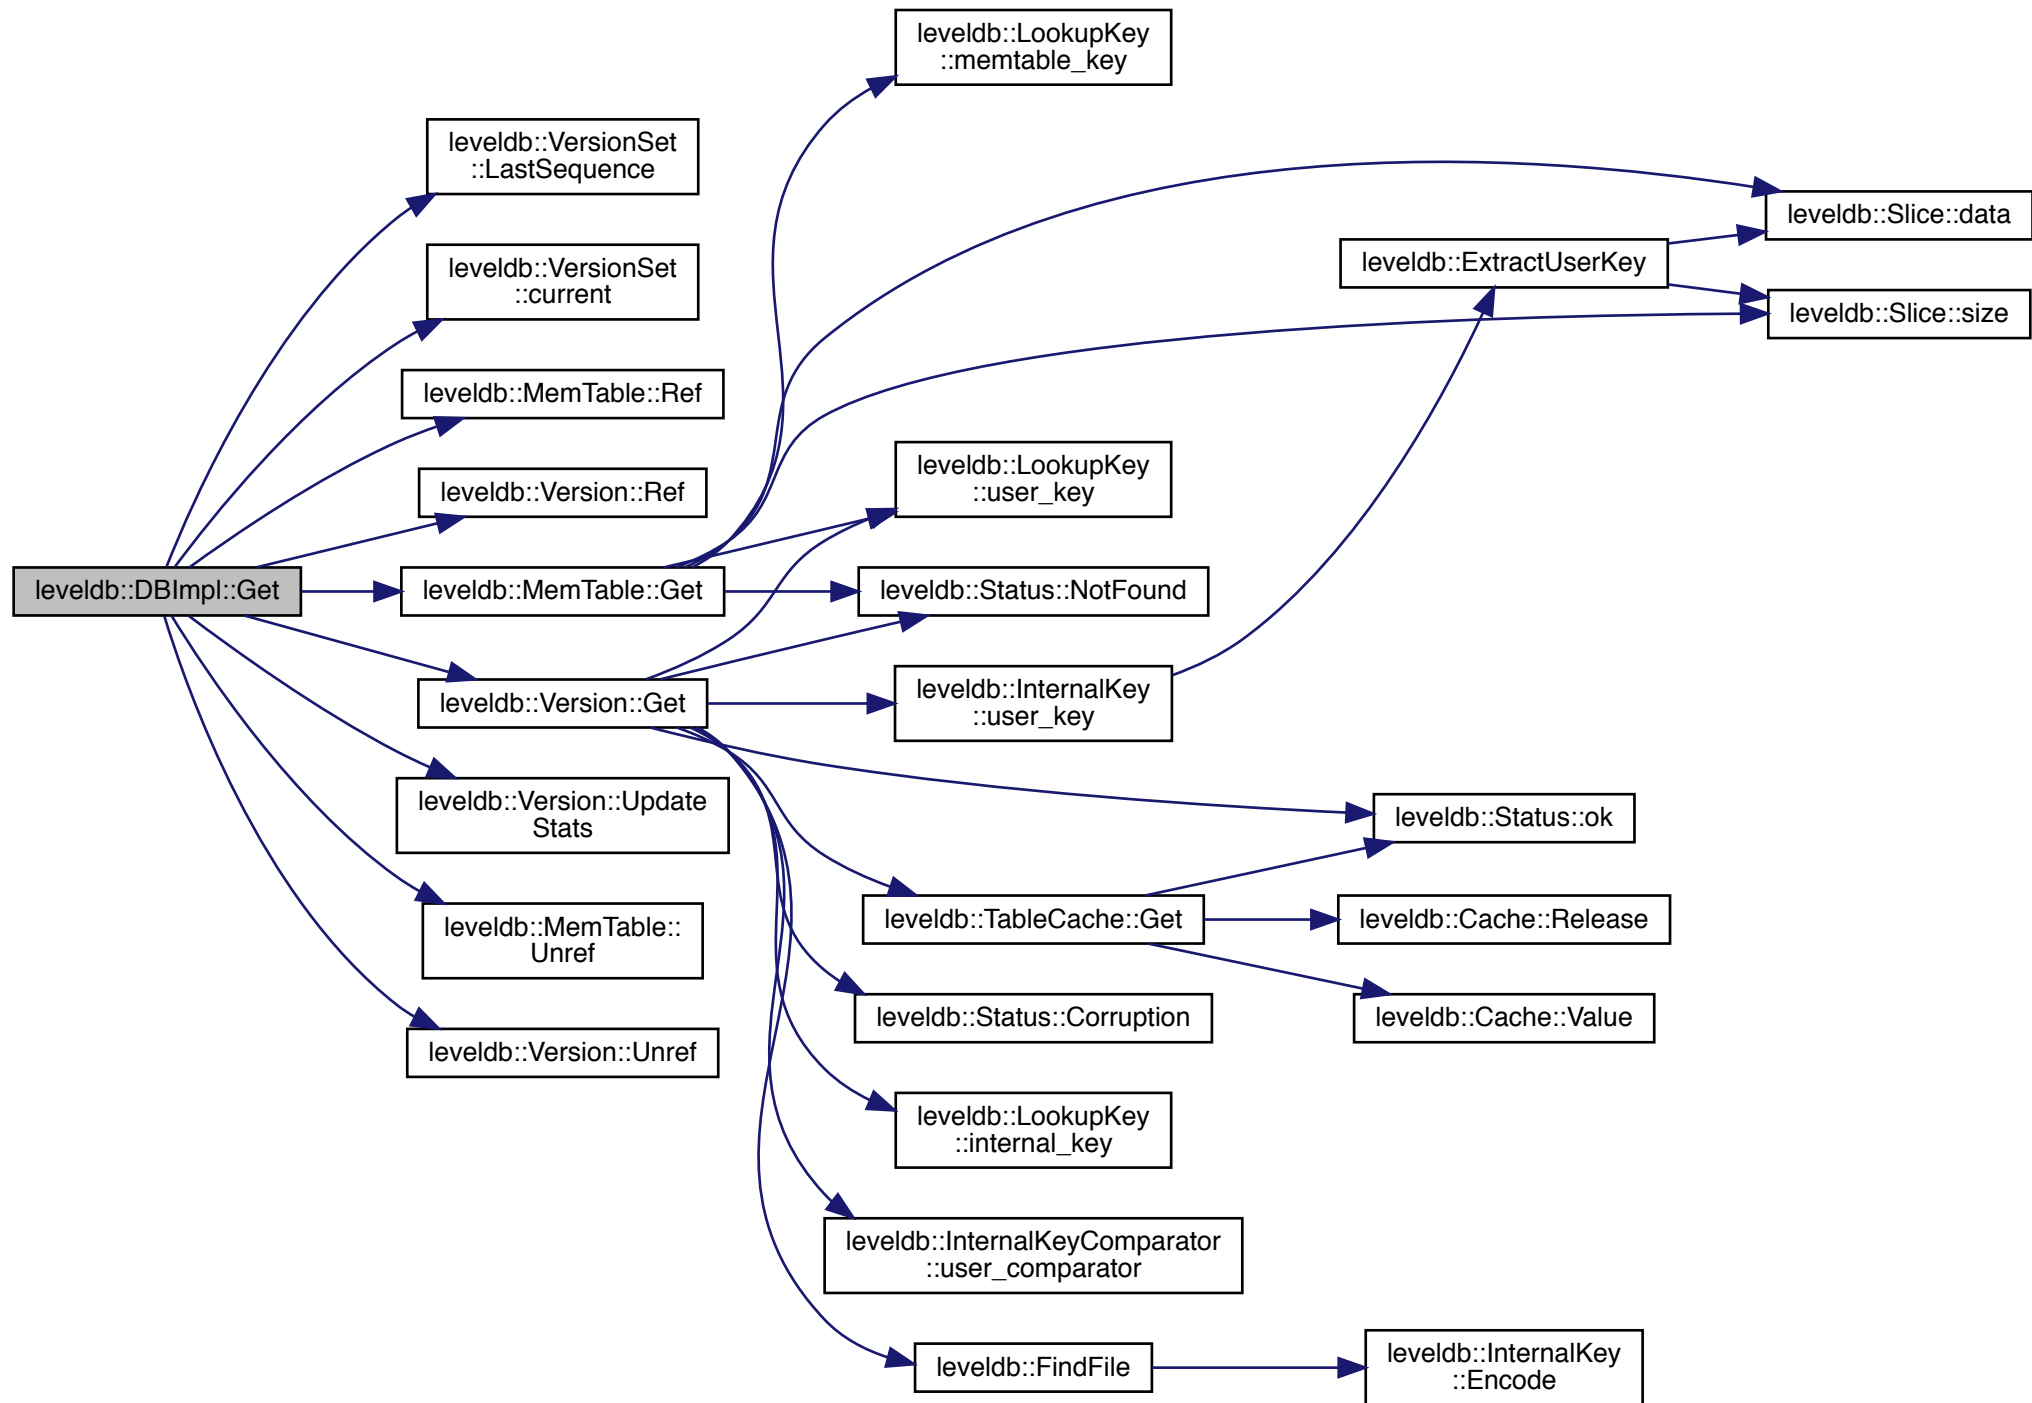 leveldb::LookupKey
::memtable_key
leveldb::VersionSet
::LastSequence
leveldb::Slice::data
leveldb::VersionSet
::current
leveldb::ExtractUserKey
leveldb::Slice::size
leveldb::MemTable::Ref
leveldb::LookupKey
::user_key
leveldb::Version::Ref
leveldb::DBImpl::Get
leveldb::MemTable::Get
leveldb::Status::NotFound
leveldb::Version::Get
leveldb::InternalKey
::user_key
leveldb::Version::Update
Stats
leveldb::Status::ok
leveldb::MemTable::
Unref
leveldb::TableCache::Get
leveldb::Cache::Release
leveldb::Status::Corruption
leveldb::Cache::Value
leveldb::Version::Unref
leveldb::LookupKey
::internal_key
leveldb::InternalKeyComparator
::user_comparator
leveldb::FindFile
leveldb::InternalKey
::Encode